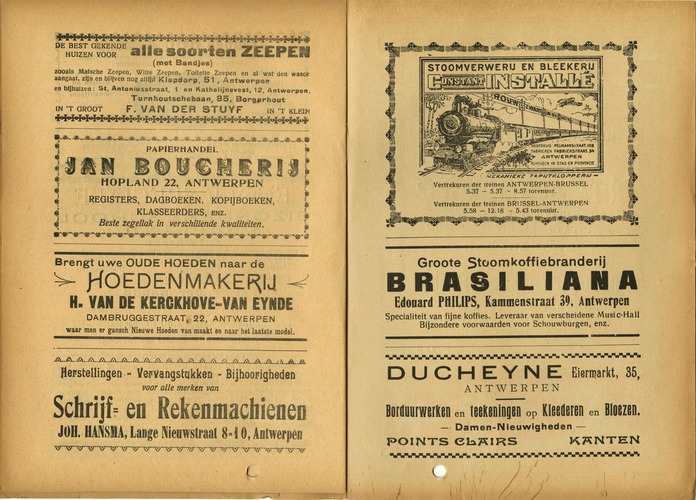 DE BEST GEKENDE
HUIZEN VOOR alle soorten ZEEPEN
(met Bandjes)
zooals Malsche Zeepen, Witte Zeepen, Toilette Zeepen en al wat den wasch
aangaat, zijn en blijven nog altijd Klapdorp, 51, Antwerpen
en bijhuizen: St. Antoniusstraat, 1 en Kathelijnevest, 12, Antwerpen.
Turnhoutschebaan, 85, Borgerhout
IN 'T GROOT F. VAN DER STUYF IN 'T KLEIN
PAPIERHANDEL
JAN BOUCHERIJ
HOPLAND 22, ANTWERPEN
REGISTERS, DAGBOEKEN, KOPIJBOEKEN,
KLASSEERDERS, ENZ.
Beste zegellak in verschillende kwaliteiten.
Brengt uwe OUDE HOEDEN naar de
HOEDENMAKERIJ
H. VAN DE KERCKHOVE-VAN EYNDE
DAMBRUGGESTRAAT, 22, ANTWERPEN
waar men er gansch Nieuwe Hoeden van maakt en naar het laatste model.
Herstellingen - Vervangstukken - Bijhoorigheden
voor alle merken van
Schrijf- en Rekenmachienen
JOH. HANSMA, Lange Nieuwstraat 8-10, Antwerpen
STOOMVERWERIJ EN BLEEKERIJ
CONSTANT INSTALLÉ
ROUW
ANTWERPEN
MEKANIEKE TAPIJTKLOPPERIJ
Vertrekuren der treinen ANTWERPEN-BRUSSEL
5.37 - 5.37 - 8.57 torenuur.
Vertrekuren der treinen BRUSSEL-ANTWERPEN
5.58 - 12.18 - 5.43 torenuur.
Groote Stoomkoffiebranderij
BRASILIANA
Edouard PHILIPS, Kammenstraat 39, Antwerpen
Specialiteit van fijne koffies. Leveraar van verscheidene Music-Hall
Bijzondere voorwaarden voor Schouwburgen, enz.
DUCHEYNE Eiermarkt, 35,
ANTWERPEN
Borduurwerken en teekeningen op Kleederen en Bloezen.
— Damen-Nieuwigheden —
POINTS CLAIRS KANTEN